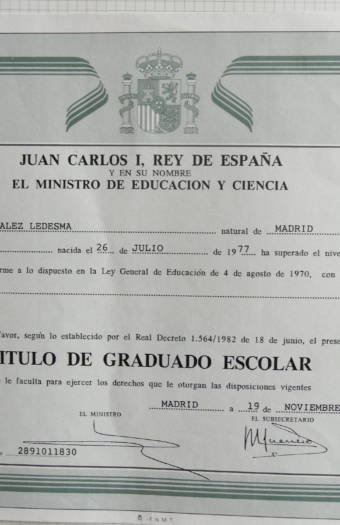 JUAN CARLOS I, REY DE ESPAÑA
Y EN SU NOMBRE
EL MINISTRO DE EDUCACION Y CIENCIA
ALEZ LEDESMA natural de MADRID
nacida el 26 de JULIO de 1977 ha superado el nive
rme a lo dispuesto en la Ley General de Educación de 4 de agosto de 1970, con
avor, según lo establecido por el Real Decreto 1.564/1982 de 18 de junio, el prese
ITULO DE GRADUADO ESCOLAR
le faculta para ejercer los derechos que le otorgan las disposiciones vigentes
MADRID a 19 de NOVIEMBRE
EL MINISTRO EL SUBSECRETARIO
2891011830
F.N.M.T.